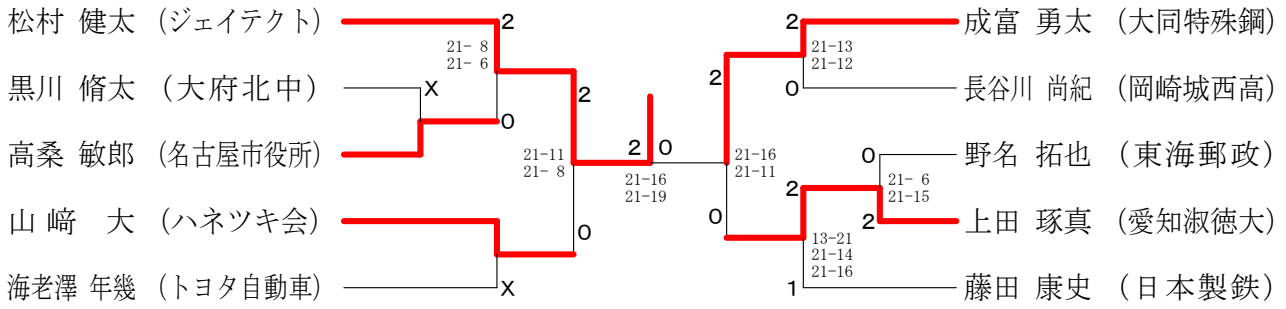 松村 健太 （ジェイテクト）
2
21- 8
21- 6
黒川 脩太 （大府北中）
X
0
高桑 敏郎 （名古屋市役所）
2
21-11
21- 8
山﨑　大 （ハネツキ会）
0
海老澤 年幾 （トヨタ自動車）
X
2 0
21-16
21-19
2
成富 勇太 （大同特殊鋼）
21-13
21-12
2
0
長谷川 尚紀 （岡崎城西高）
21-16
21-11
0
野名 拓也 （東海郵政）
21- 6
21-15
2
2
上田 琢真 （愛知淑徳大）
0
13-21
21-14
21-16
1
藤田 康史 （日本製鉄）